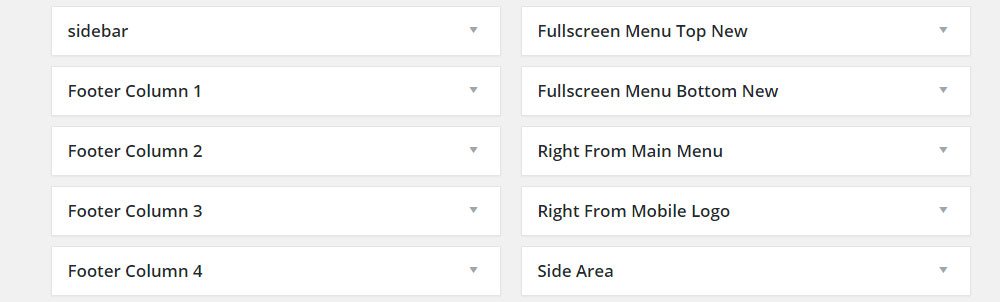 sidebar
Footer Column 1
Footer Column 2
Footer Column 3
Footer Column 4
Fullscreen Menu Top New
Fullscreen Menu Bottom New
Right From Main Menu
Right From Mobile Logo
Side Area